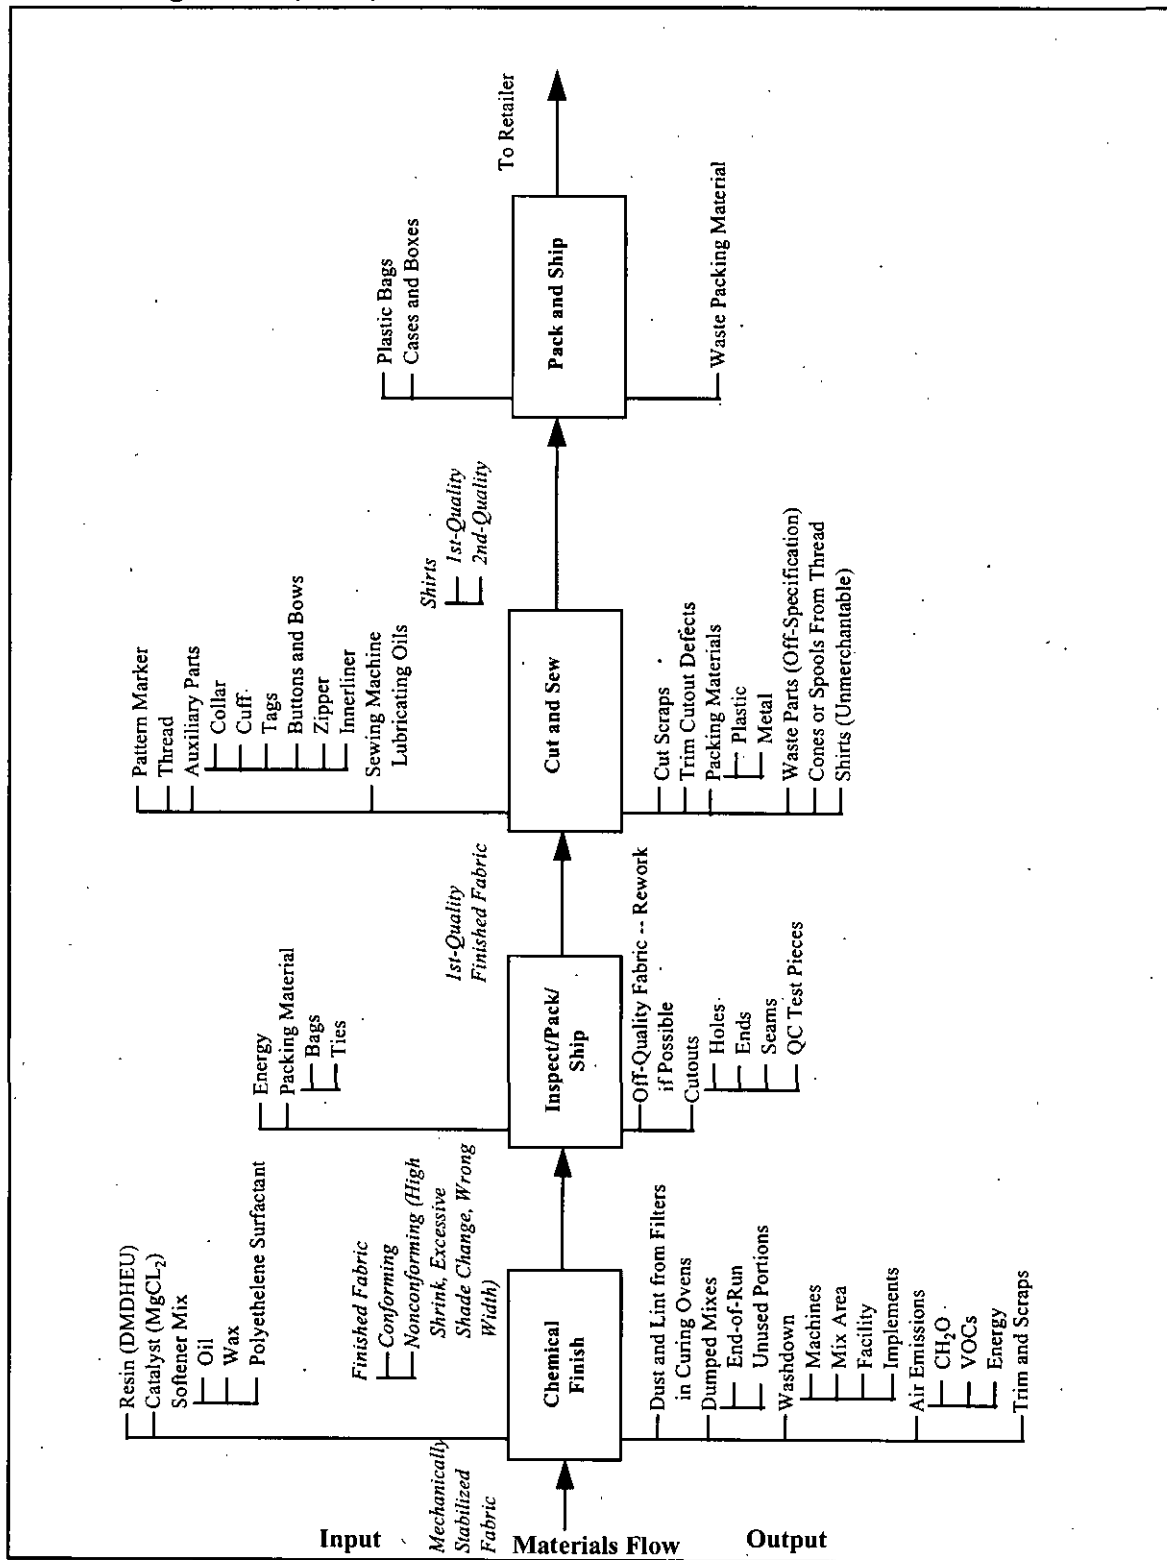 Input
Materials Flow
Output
Mechanically
Stabilized
Fabric
Resin (DMDHEU)
Catalyst (MgCL2)
Softener Mix
Oil
Wax
Polyethelene Surfactant
Chemical
Finish
Dust and Lint from Filters
in Curing Ovens
Dumped Mixes
End-of-Run
Unused Portions
Washdown
Machines
Mix Area
Facility
Implements
Air Emissions
CH2O
VOCs
Energy
Trim and Scraps
Finished Fabric
Conforming
Nonconforming (High
Shrink, Excessive
Shade Change, Wrong
Width)
Energy
Packing Material
Bags
Ties
Inspect/Pack/
Ship
Off-Quality Fabric -- Rework
if Possible
Cutouts
Holes
Ends
Seams
QC Test Pieces
1st-Quality
Finished Fabric
Pattern Marker
Thread
Auxiliary Parts
Collar
Cuff
Tags
Buttons and Bows
Zipper
Innerliner
Sewing Machine
Lubricating Oils
Cut and Sew
Cut Scraps
Trim Cutout Defects
Packing Materials
Plastic
Metal
Waste Parts (Off-Specification)
Cones or Spools From Thread
Shirts (Unmerchantable)
Shirts
1st-Quality
2nd-Quality
Plastic Bags
Cases and Boxes
Pack and Ship
Waste Packing Material
To Retailer